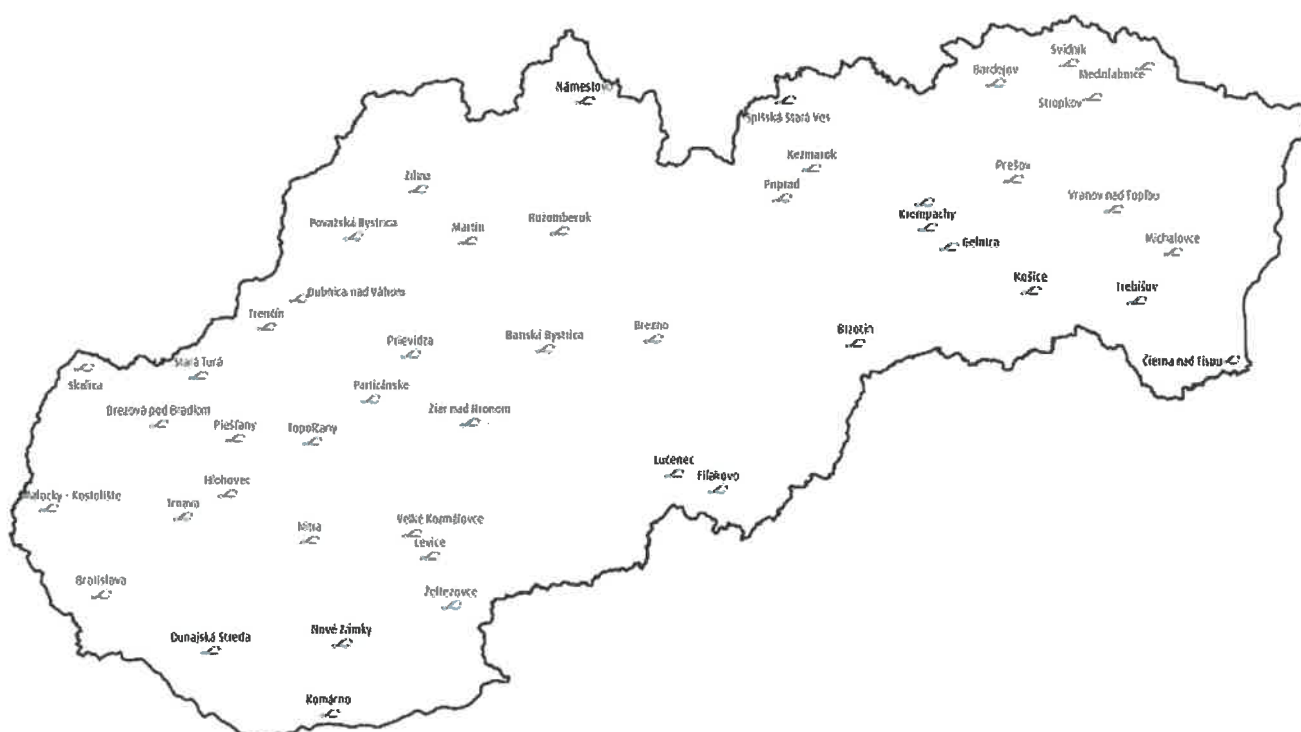 Svidník
Medzilaborce
Bardejov
Stropkov
Námestovo
Spišská Stará Ves
Kežmarok
Poprad
Prešov
Vranov nad Topľou
Žilina
Považská Bystrica
Martin
Ružomberok
Krompachy
Gelnica
Michalovce
Košice
Trebišov
Dubnica nad Váhom
Trenčín
Prievidza
Banská Bystrica
Brezno
Čierna nad Tisou
Stará Turá
Skalica
Partizánske
Žiar nad Hronom
Brezová pod Bradlom
Piešťany
Topoľčany
Lučenec
Fiľakovo
Hlohovec
Malacky - Kostolište
Trnava
Nitra
Veľké Kozmálovce
Levice
Bratislava
Želiezovce
Dunajská Streda
Nové Zámky
Komárno